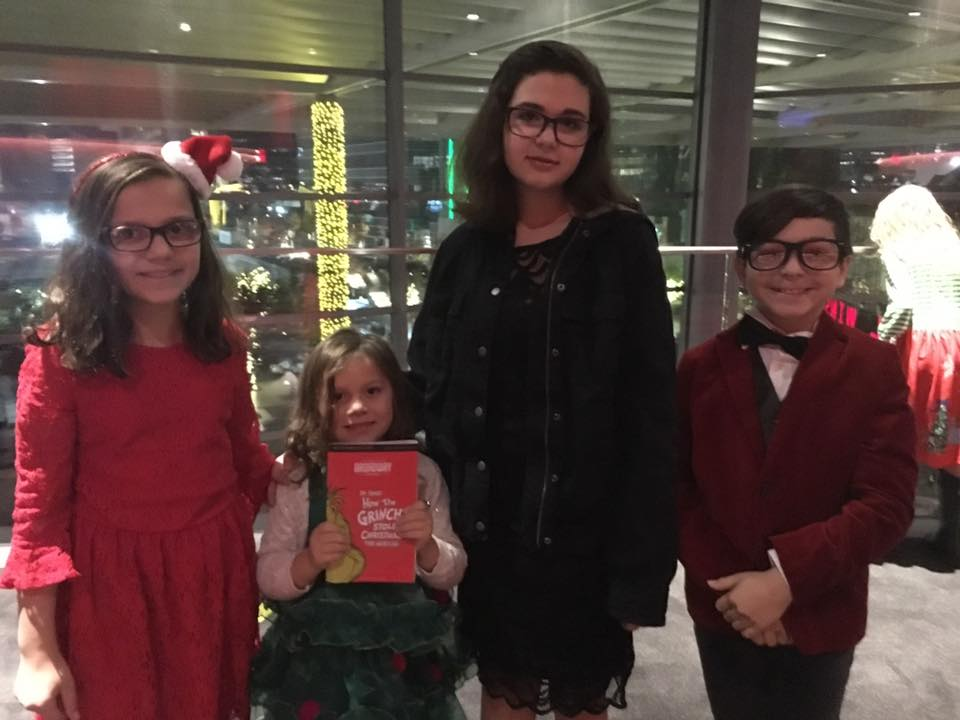 BROADWAY
DR. SEUSS'
HOW THE
GRINCH
STOLE
CHRISTMAS!
THE MUSICAL